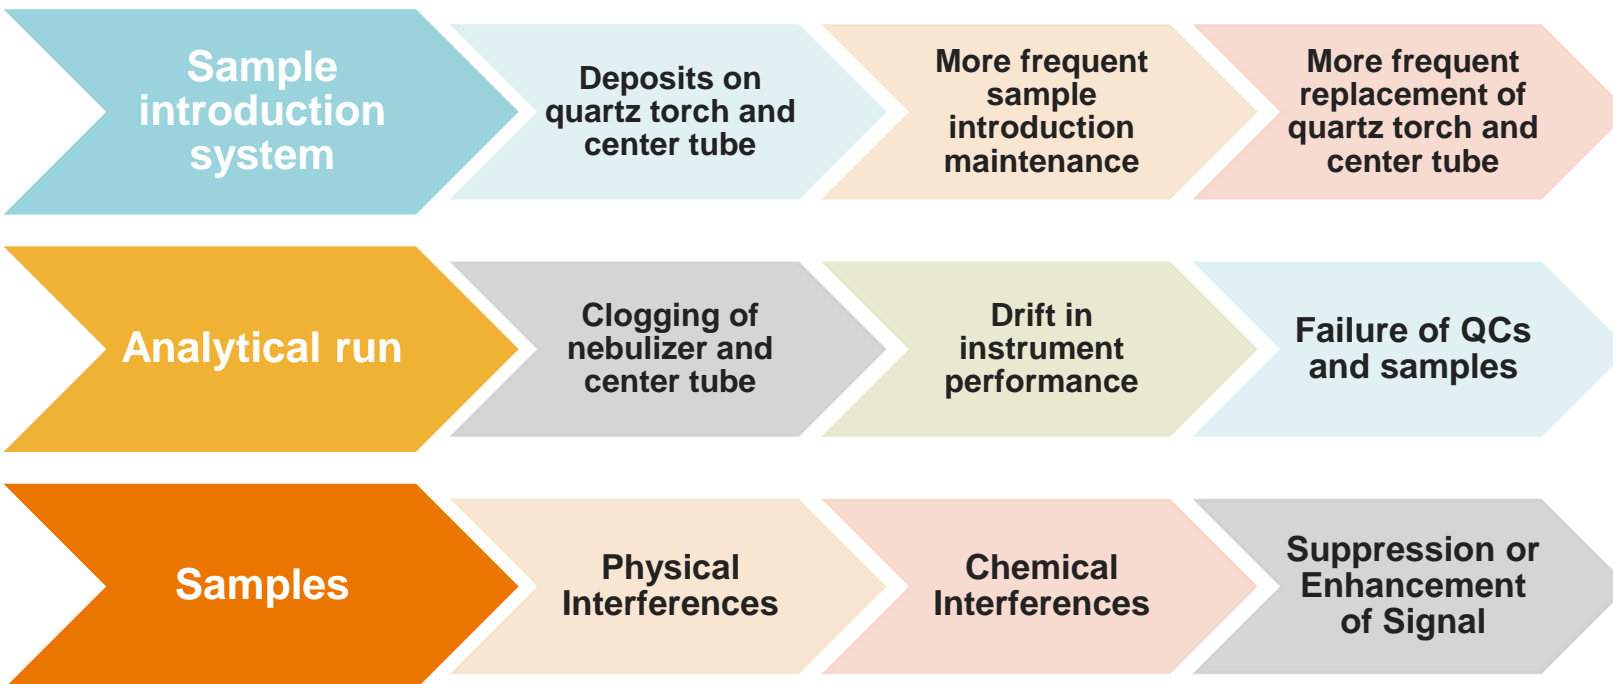 Sample
introduction
system
Deposits on
quartz torch and
center tube
More frequent
sample
introduction
maintenance
More frequent
replacement of
quartz torch and
center tube
Analytical run
Clogging of
nebulizer and
center tube
Drift in
instrument
performance
Failure of QCs
and samples
Samples
Physical
Interferences
Chemical
Interferences
Suppression or
Enhancement
of Signal